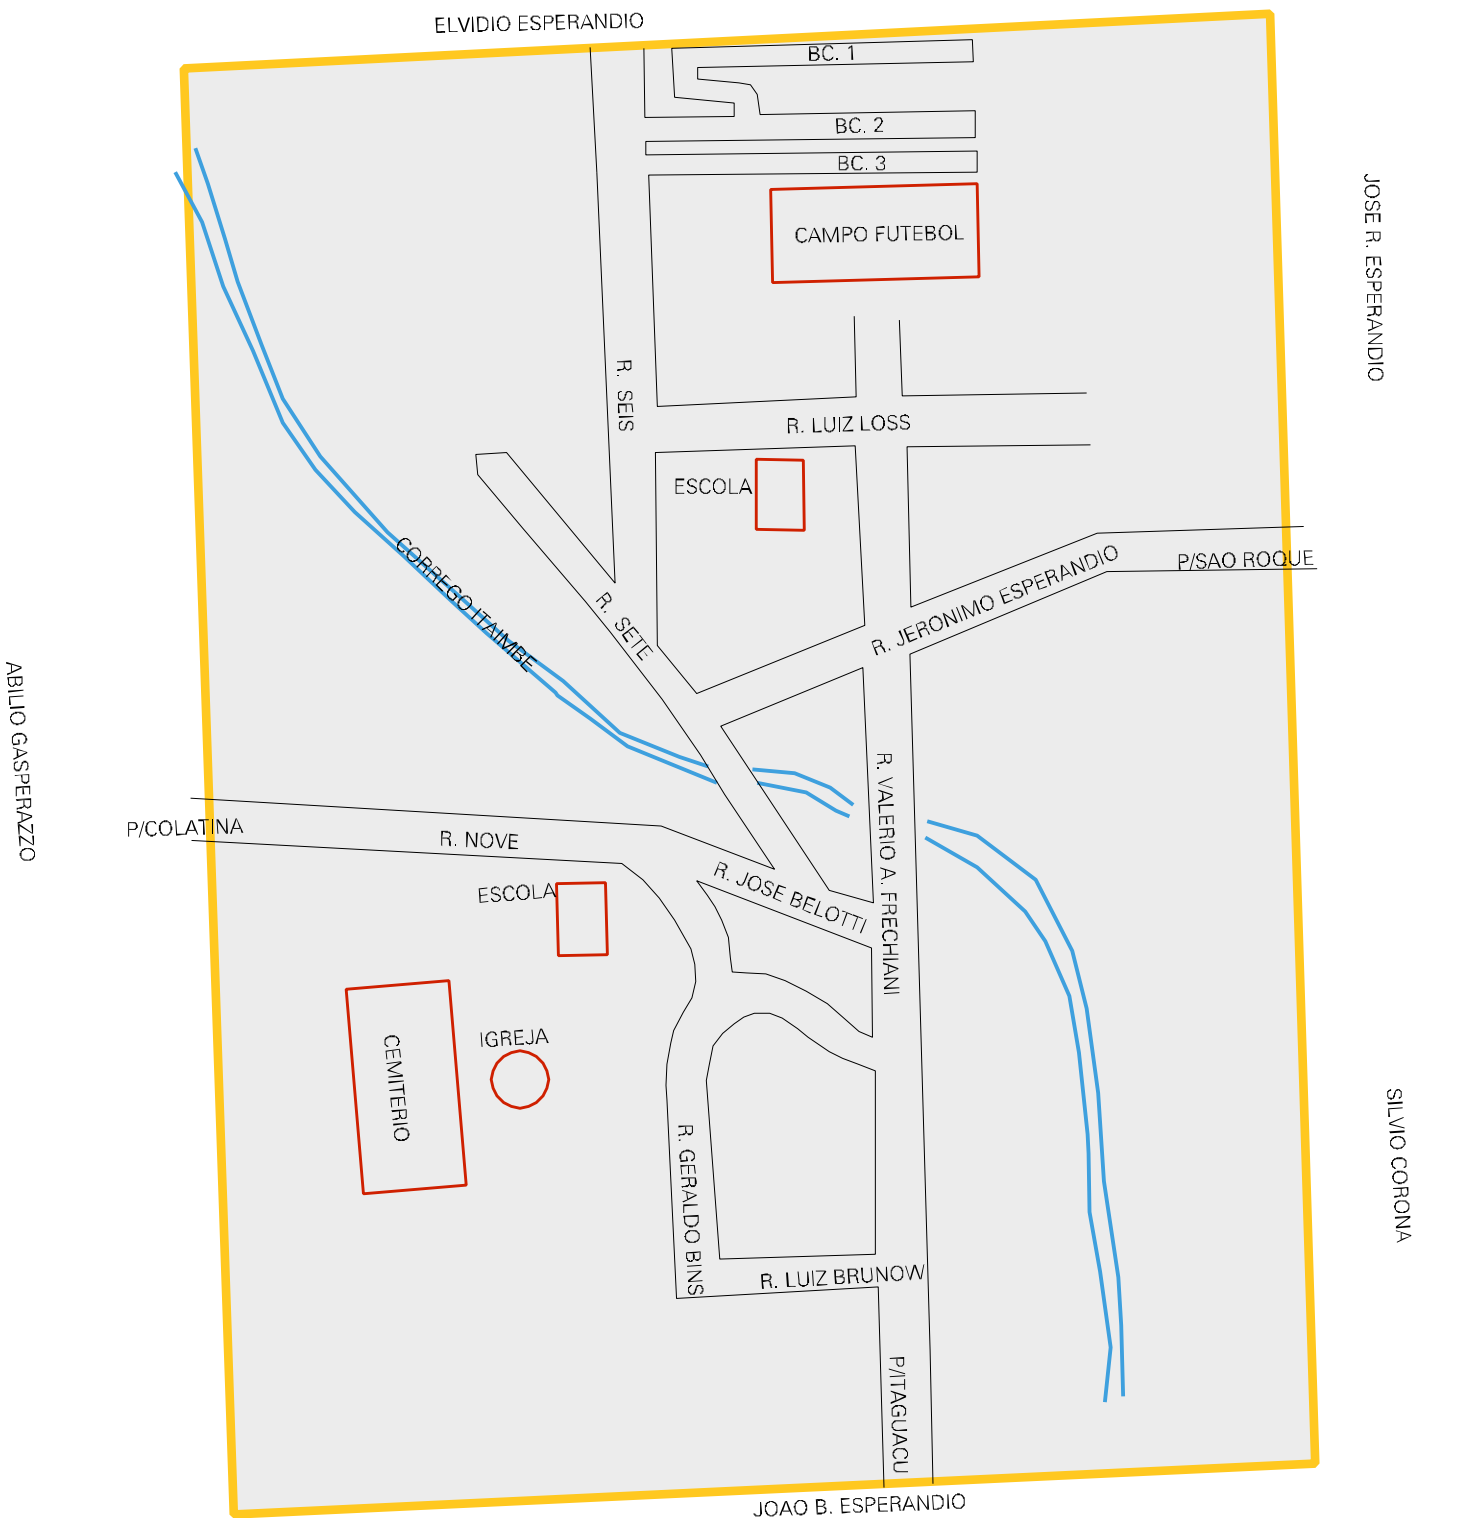 ELVIDIO ESPERANDIO
BC. 1
BC. 2
BC. 3
CAMPO FUTEBOL
JOSE R. ESPERANDIO
R. SEIS
R. LUIZ LOSS
ESCOLA
CORREGO ITAIMBE
R. SETE
R. JERONIMO ESPERANDIO
P/SAO ROQUE
ABILIO GASPERAZZO
P/COLATINA
R. NOVE
R. VALERIO A. FRECHIANI
R. JOSE BELOTTI
ESCOLA
IGREJA
CEMITERIO
R. GERALDO BINS
SILVIO CORONA
R. LUIZ BRUNOW
P/ITAGUACU
JOAO B. ESPERANDIO